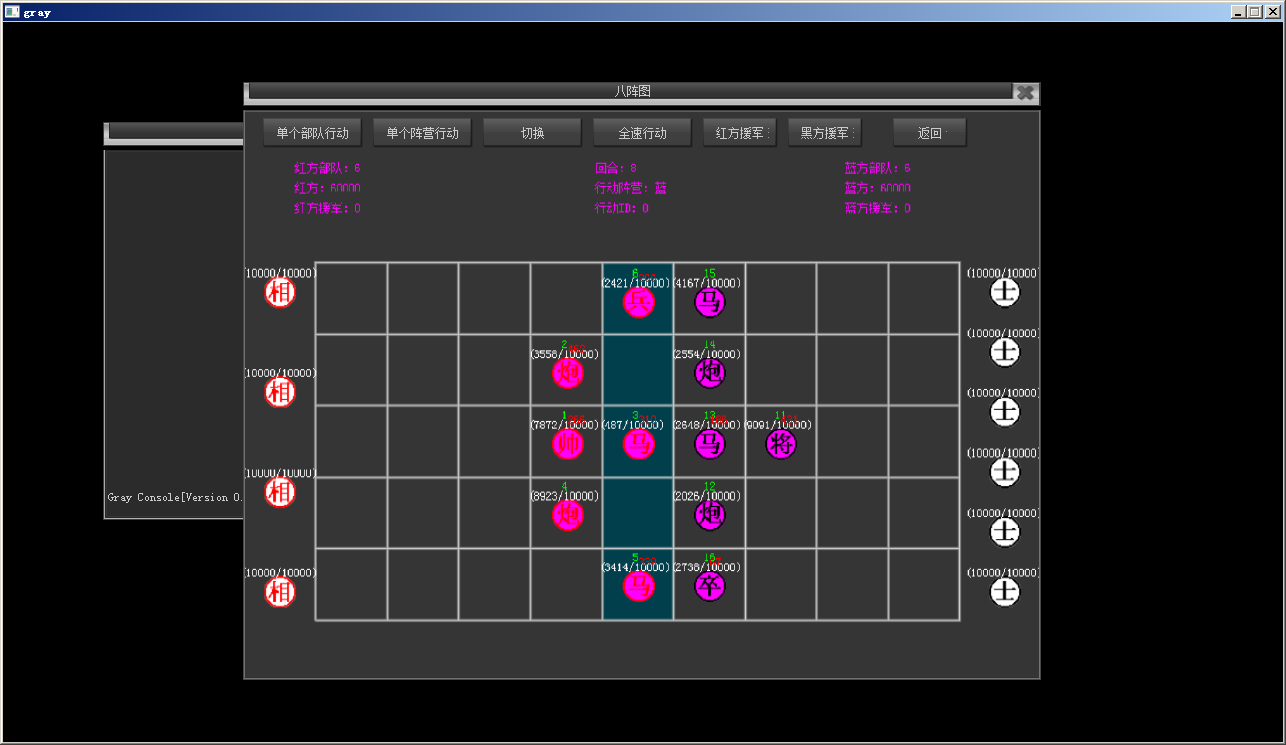 gray
八阵图
单个部队行动 单个阵营行动 切换 全速行动 红方援军: 黑方援军: 返回
红方部队: 6 回合: 8 蓝方部队: 6
红方: 60000 行动阵营: 蓝 蓝方: 60000
红方援军: 0 行动ID: 0 蓝方援军: 0
(10000/10000) 6 15 (10000/10000)
(2421/10000) (4167/10000)
相 兵 马 士
2 14 (10000/10000)
(3558/10000) (2554/10000) 士
(10000/10000) 炮 炮
相 (10000/10000)
1 3 13 11 士
(7872/10000) (487/10000) (2648/10000) (9091/10000)
帅 马 马 将
(10000/10000) (10000/10000)
相 4 12 士
(8923/10000) (2026/10000)
Gray Console[Version 0. 炮 炮 (10000/10000)
士
5 16
(10000/10000) (3414/10000) (2738/10000) (10000/10000)
相 马 卒 士